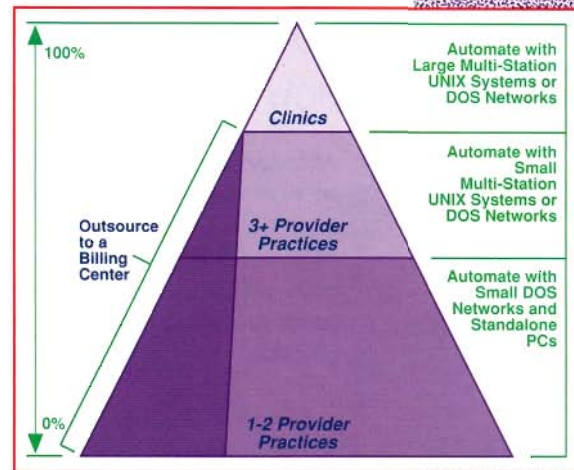 100%
Automate with
Large Multi-Station
UNIX Systems or
DOS Networks
Clinics
Automate with
Small
Multi-Station
UNIX Systems or
DOS Networks
Outsource
to a
Billing
Center
3+ Provider
Practices
Automate with
Small DOS
Networks and
Standalone
PCs
0%
1-2 Provider
Practices